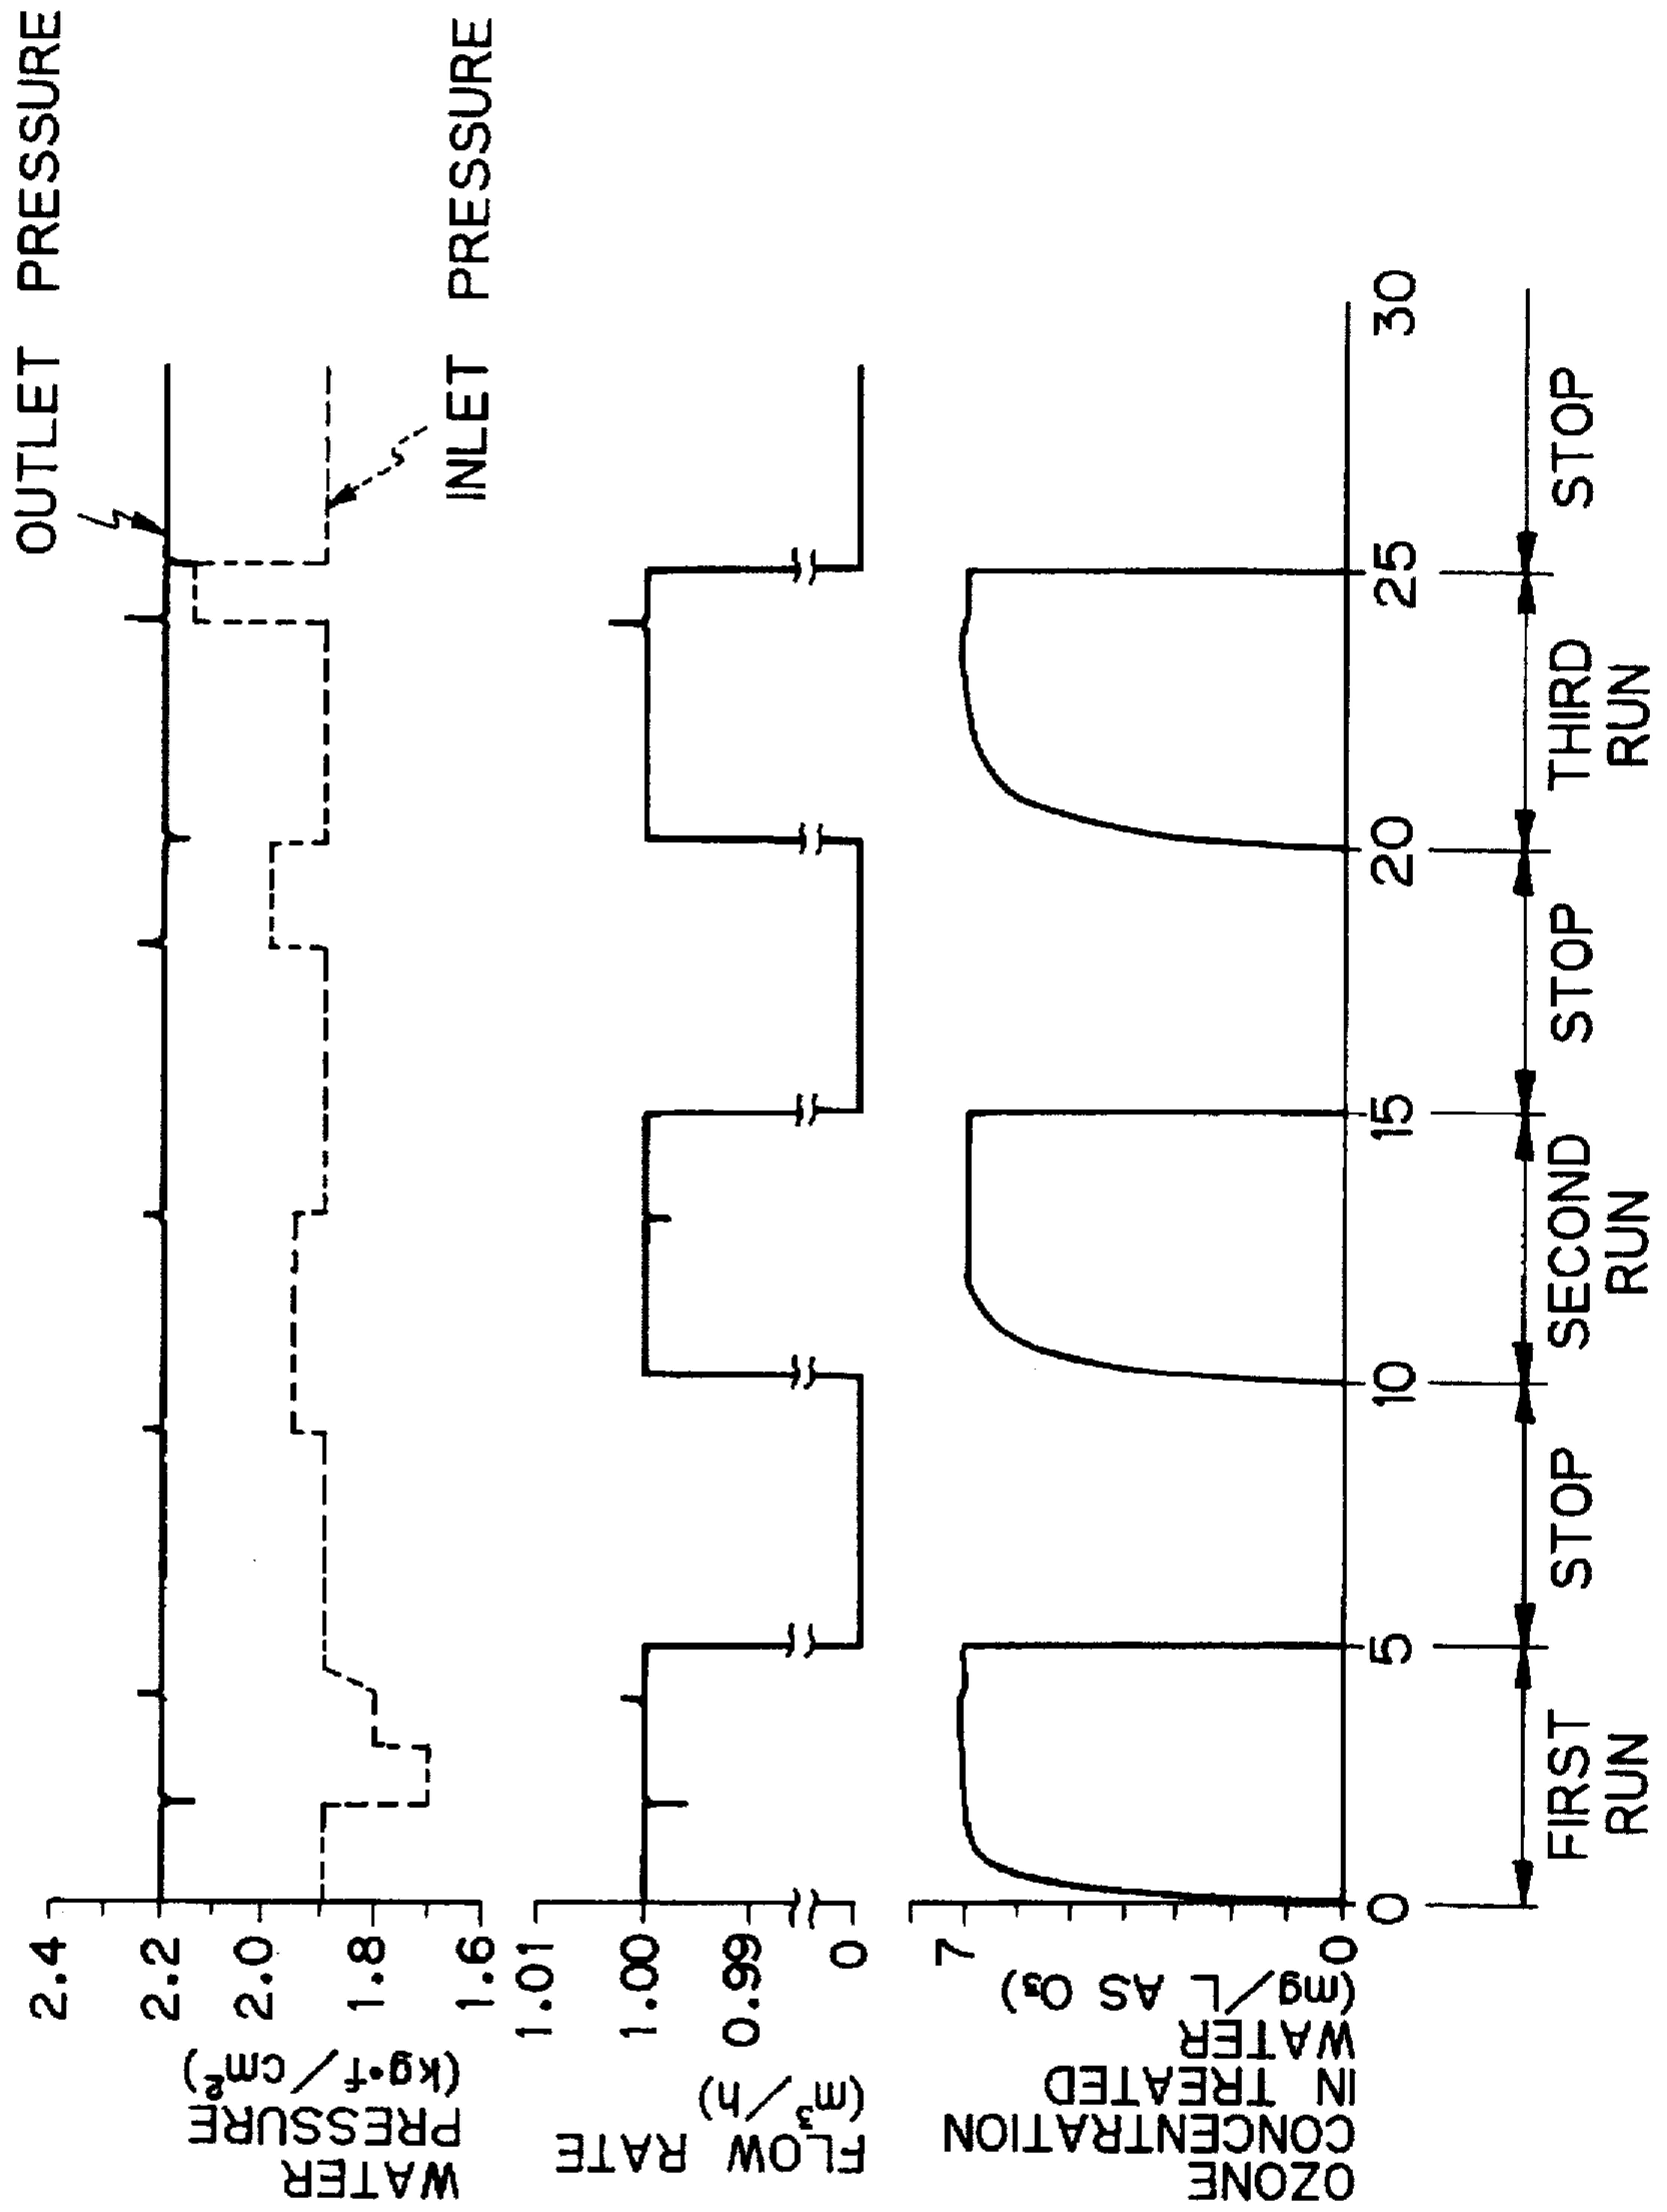 OUTLET PRESSURE
INLET PRESSURE
WATER
PRESSURE
(kg•f/cm²)
2.4
2.2
2.0
1.8
1.6
FLOW RATE
(m³/h)
1.01
1.00
0.99
0
OZONE
CONCENTRATION
IN TREATED
WATER
(mg/L AS O₃)
7
0
0 5 10 15 20 25 30
FIRST
RUN
STOP
SECOND
RUN
STOP
THIRD
RUN
STOP